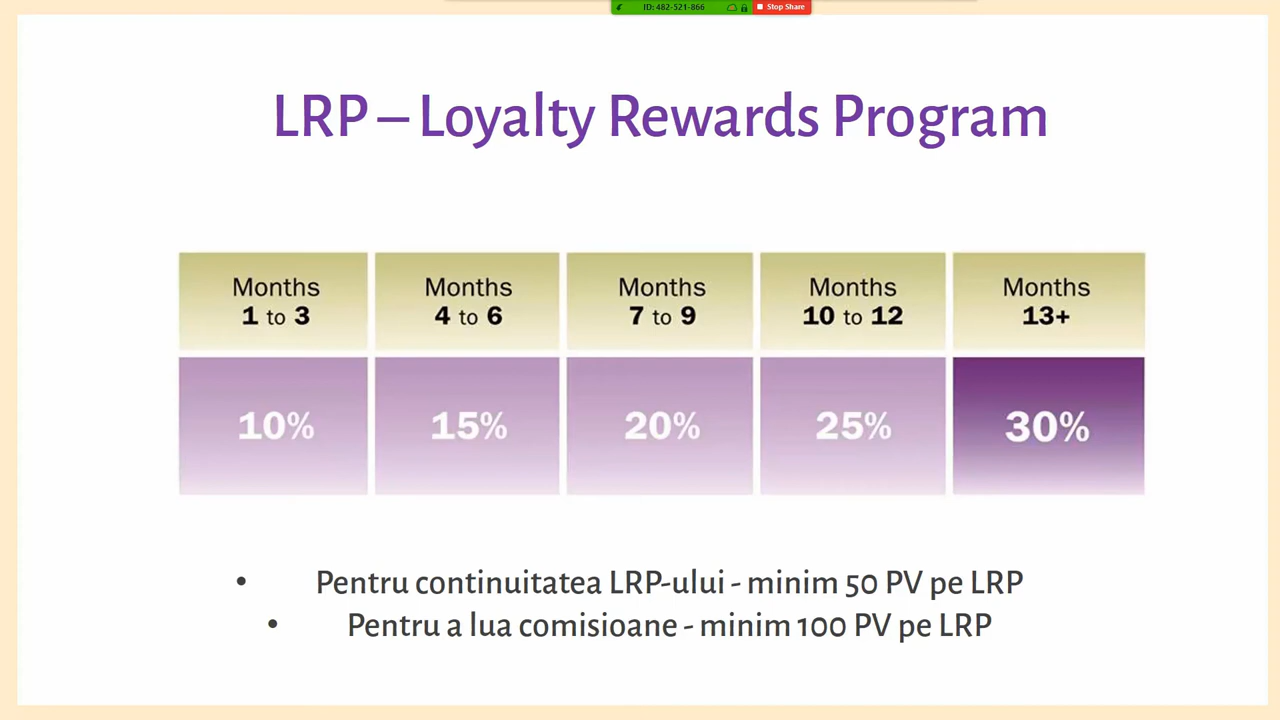 ID: 482-521-866 Stop Share
LRP – Loyalty Rewards Program
Months Months Months Months Months
1 to 3 4 to 6 7 to 9 10 to 12 13+
10% 15% 20% 25% 30%
• Pentru continuitatea LRP-ului - minim 50 PV pe LRP
• Pentru a lua comisioane - minim 100 PV pe LRP